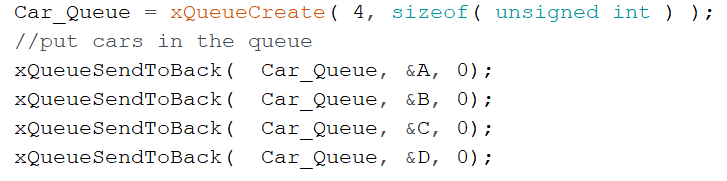 Car_Queue = xQueueCreate( 4, sizeof( unsigned int ) );
//put cars in the queue
xQueueSendToBack(  Car_Queue, &A, 0);
xQueueSendToBack(  Car_Queue, &B, 0);
xQueueSendToBack(  Car_Queue, &C, 0);
xQueueSendToBack(  Car_Queue, &D, 0);